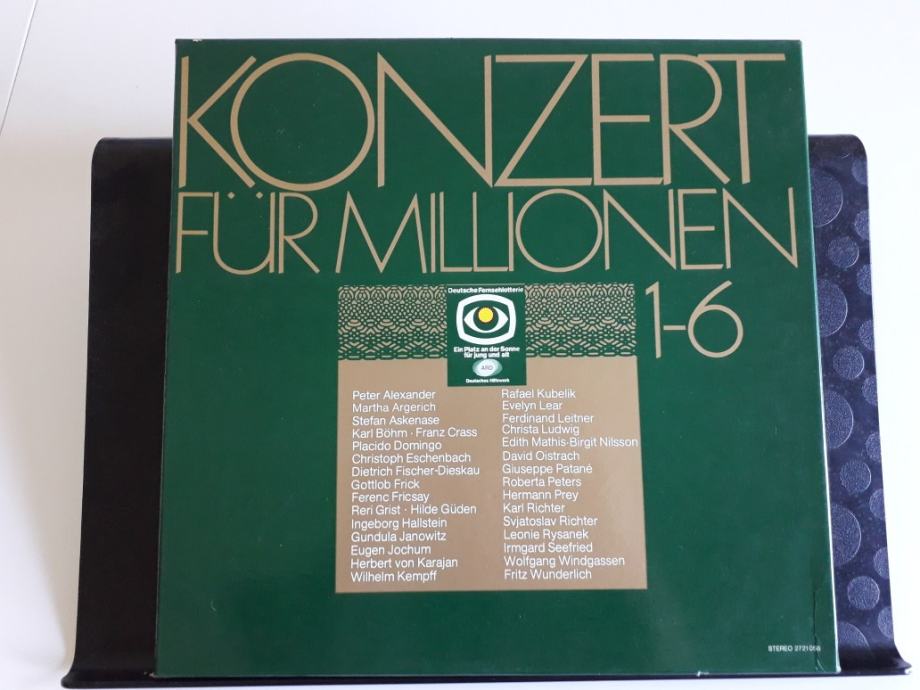 KONZERT
FÜR MILLIONEN
1-6
Deutsche Fernsehlotterie
Ein Platz an der Sonne
für jung und alt
ARD
Deutsches Hilfswerk
Peter Alexander
Martha Argerich
Stefan Askenase
Karl Böhm · Franz Crass
Placido Domingo
Christoph Eschenbach
Dietrich Fischer-Dieskau
Gottlob Frick
Ferenc Fricsay
Reri Grist · Hilde Güden
Ingeborg Hallstein
Gundula Janowitz
Eugen Jochum
Herbert von Karajan
Wilhelm Kempff
Rafael Kubelik
Evelyn Lear
Ferdinand Leitner
Christa Ludwig
Edith Mathis-Birgit Nilsson
David Oistrach
Giuseppe Patané
Roberta Peters
Hermann Prey
Karl Richter
Svjatoslav Richter
Leonie Rysanek
Irmgard Seefried
Wolfgang Windgassen
Fritz Wunderlich
STEREO 2721056